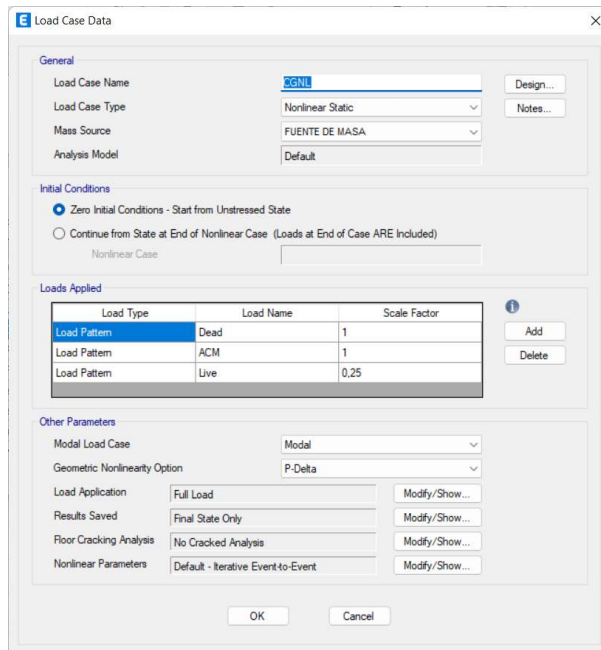 E Load Case Data
General
Load Case Name CGNL Design...
Load Case Type Nonlinear Static Notes...
Mass Source FUENTE DE MASA
Analysis Model Default
Initial Conditions
Zero Initial Conditions - Start from Unstressed State
Continue from State at End of Nonlinear Case (Loads at End of Case ARE Included)
Nonlinear Case
Loads Applied
Load Type Load Name Scale Factor
Load Pattern Dead 1 Add
Load Pattern ACM 1 Delete
Load Pattern Live 0,25
Other Parameters
Modal Load Case Modal
Geometric Nonlinearity Option P-Delta
Load Application Full Load Modify/Show...
Results Saved Final State Only Modify/Show...
Floor Cracking Analysis No Cracked Analysis Modify/Show...
Nonlinear Parameters Default - Iterative Event-to-Event Modify/Show...
OK Cancel